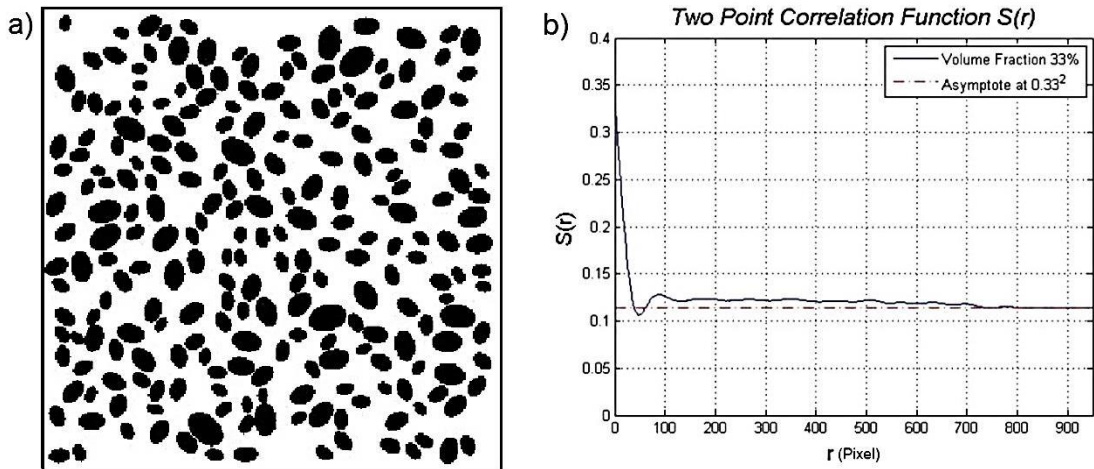 a)
b)
Two Point Correlation Function S(r)
Volume Fraction 33%
Asymptote at 0.33²
S(r)
0.4
0.35
0.3
0.25
0.2
0.15
0.1
0.05
0
0 100 200 300 400 500 600 700 800 900
r (Pixel)